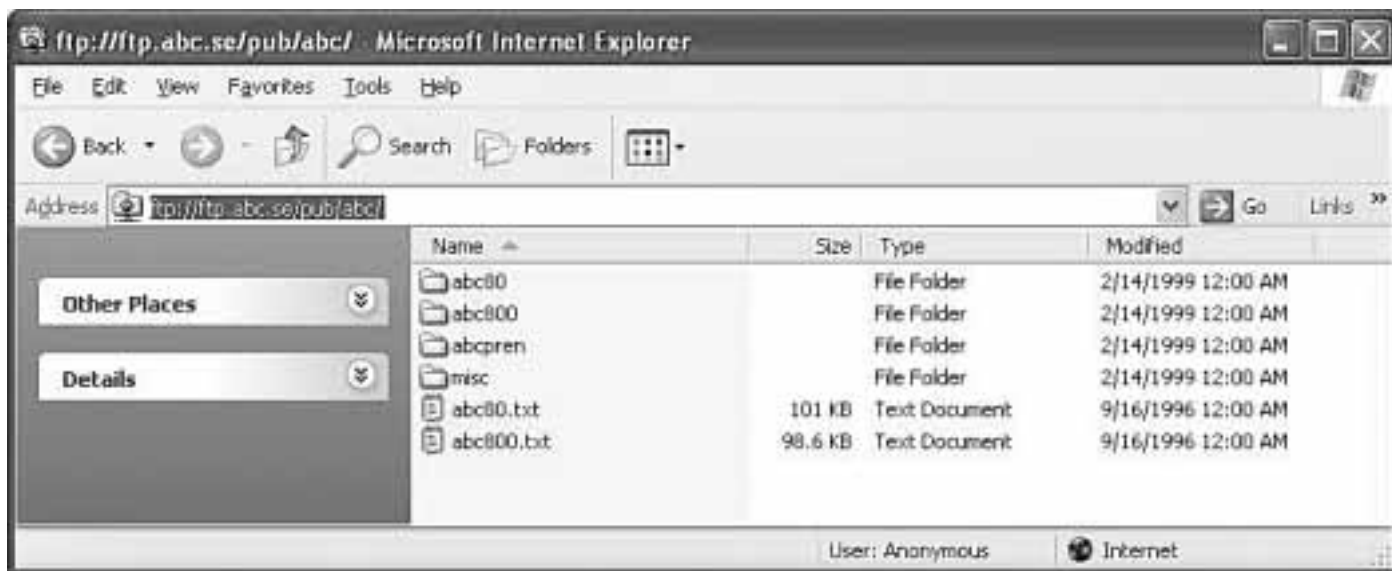 ftp://ftp.abc.se/pub/abc/ - Microsoft Internet Explorer
File Edit View Favorites Tools Help
Back Search Folders
Address ftp://ftp.abc.se/pub/abc/ Go Links »
Name Size Type Modified
Other Places
Details
abc80 File Folder 2/14/1999 12:00 AM
abc800 File Folder 2/14/1999 12:00 AM
abcpren File Folder 2/14/1999 12:00 AM
misc File Folder 2/14/1999 12:00 AM
abc80.txt 101 KB Text Document 9/16/1996 12:00 AM
abc800.txt 98.6 KB Text Document 9/16/1996 12:00 AM
User: Anonymous Internet